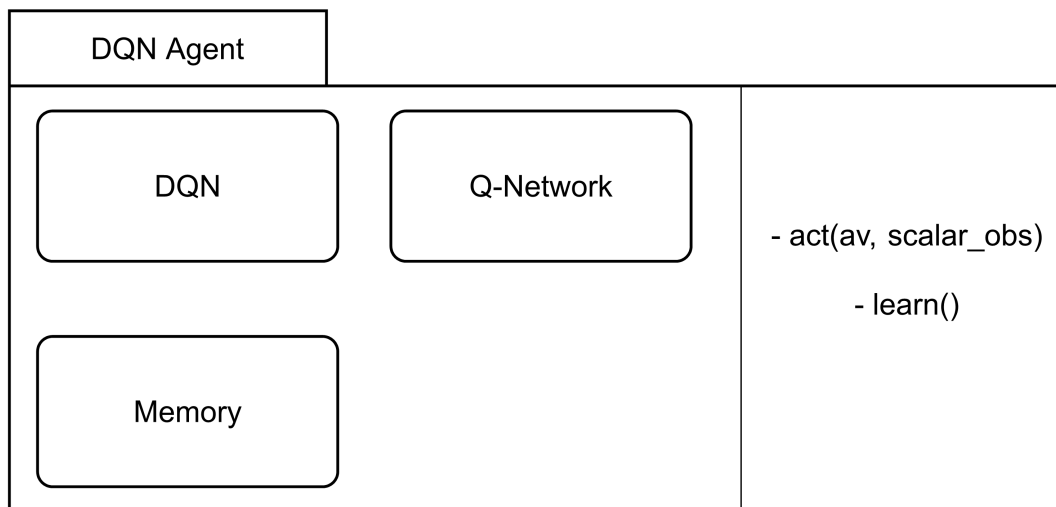 DQN Agent
DQN
Q-Network
Memory
- act(av, scalar_obs)
- learn()